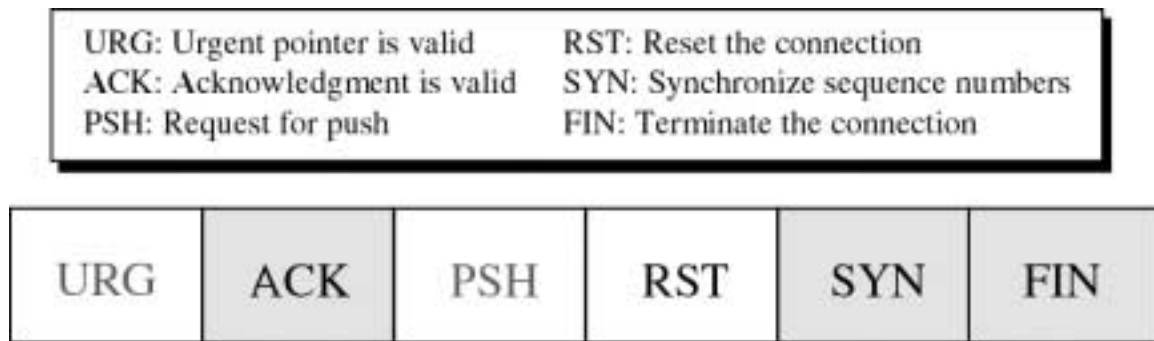 URG: Urgent pointer is valid RST: Reset the connection
ACK: Acknowledgment is valid SYN: Synchronize sequence numbers
PSH: Request for push FIN: Terminate the connection
URG ACK PSH RST SYN FIN